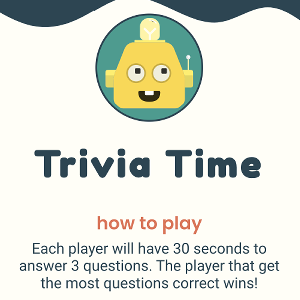 Trivia Time
how to play
Each player will have 30 seconds to
answer 3 questions. The player that get
the most questions correct wins!